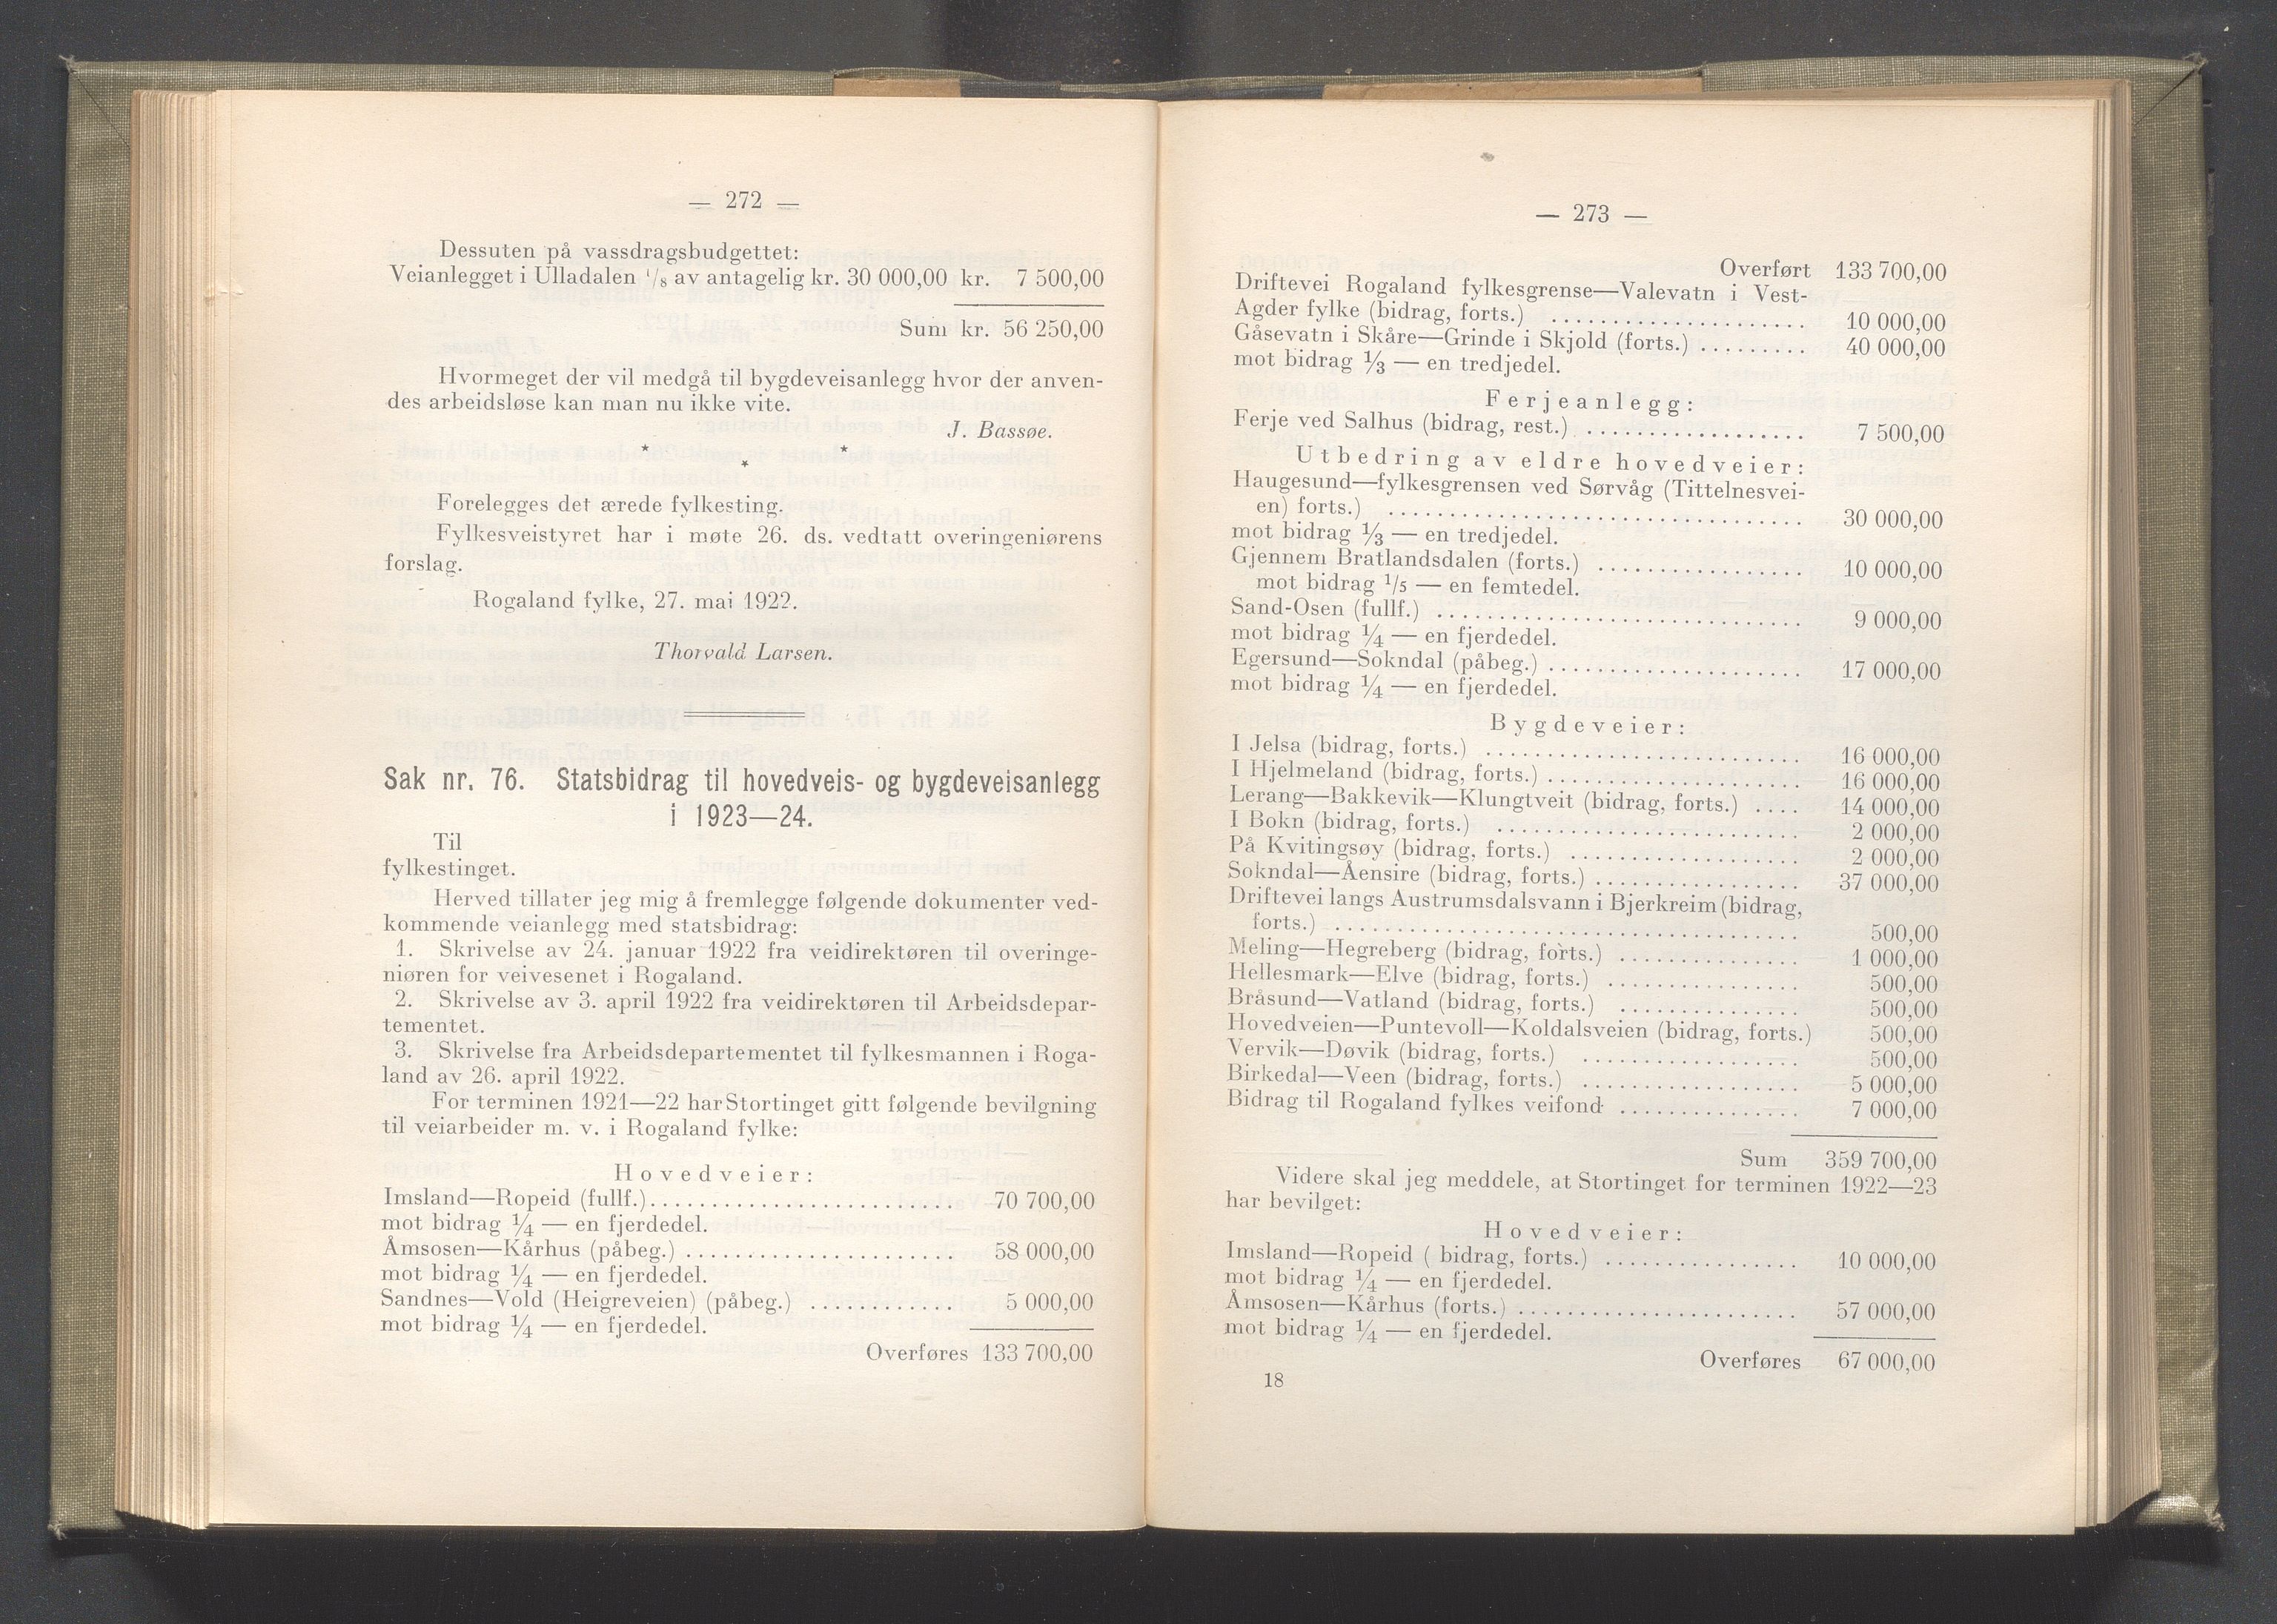 — 272 —
Dessuten på vassdragsbudgettet:
Veianlegget i Ulladalen 1/8 av antagelig kr. 30 000,00 kr. 7 500,00
Sum kr. 56 250,00
Hvormeget der vil medgå til bygdeveisanlegg hvor der anven-
des arbeidsløse kan man nu ikke vite.
J. Bassøe.
* * *
Forelegges det ærede fylkesting.
Fylkesveistyret har i møte 26. ds. vedtatt overingeniørens
forslag.
Rogaland fylke, 27. mai 1922.
Thorvald Larsen.
Sak nr. 76. Statsbidrag til hovedveis- og bygdeveisanlegg
i 1923—24.
Til
fylkestinget.
Herved tillater jeg mig å fremlegge følgende dokumenter ved-
kommende veianlegg med statsbidrag:
1. Skrivelse av 24. januar 1922 fra veidirektøren til overinge-
niøren for veivesenet i Rogaland.
2. Skrivelse av 3. april 1922 fra veidirektøren til Arbeidsdepar-
tementet.
3. Skrivelse fra Arbeidsdepartementet til fylkesmannen i Roga-
land av 26. april 1922.
For terminen 1921—22 har Stortinget gitt følgende bevilgning
til veiarbeider m. v. i Rogaland fylke:
Hovedveier:
Imsland—Ropeid (fullf.).......................... 70 700,00
mot bidrag 1/4 — en fjerdedel.
Åmsosen—Kårhus (påbeg.) ....................... 58 000,00
mot bidrag 1/4 — en fjerdedel.
Sandnes—Vold (Heigreveien) (påbeg.) ............ 5 000,00
mot bidrag 1/4 — en fjerdedel.
Overføres 133 700,00
— 273 —
Overført 133 700,00
Driftevei Rogaland fylkesgrense—Valevatn i Vest-
Agder fylke (bidrag, forts.) ...................... 10 000,00
Gåsevatn i Skåre—Grinde i Skjold (forts.) ......... 40 000,00
mot bidrag 1/3 — en tredjedel.
Ferjeanlegg:
Ferje ved Salhus (bidrag, rest.) .................. 7 500,00
Utbedring av eldre hovedveier:
Haugesund—fylkesgrensen ved Sørvåg (Tittelnesvei-
en) forts.) .................................... 30 000,00
mot bidrag 1/3 — en tredjedel.
Gjennem Bratlandsdalen (forts.) ................. 10 000,00
mot bidrag 1/5 — en femtedel.
Sand-Osen (fullf.) ............................... 9 000,00
mot bidrag 1/4 — en fjerdedel.
Egersund—Sokndal (påbeg.) ..................... 17 000,00
mot bidrag 1/4 — en fjerdedel.
Bygdeveier:
I Jelsa (bidrag, forts.) ........................... 16 000,00
I Hjelmeland (bidrag, forts.) ..................... 16 000,00
Lerang—Bakkevik—Klungtveit (bidrag, forts.) .... 14 000,00
I Bokn (bidrag, forts.) .......................... 2 000,00
På Kvitingsøy (bidrag, forts.) ................... 2 000,00
Sokndal—Åensire (bidrag, forts.) ................. 37 000,00
Driftevei langs Austrumsdalsvann i Bjerkreim (bidrag,
forts.) ........................................ 500,00
Meling—Hegreberg (bidrag, forts.) ............... 1 000,00
Hellesmark—Elve (bidrag, forts.) ................ 500,00
Bråsund—Vatland (bidrag, forts.) ............... 500,00
Hovedveien—Puntevoll—Koldalsveien (bidrag, forts.) 500,00
Vervik—Døvik (bidrag, forts.) .................. 500,00
Birkedal—Veen (bidrag, forts.) .................. 5 000,00
Bidrag til Rogaland fylkes veifond ............... 7 000,00
Sum 359 700,00
Videre skal jeg meddele, at Stortinget for terminen 1922—23
har bevilget:
Hovedveier:
Imsland—Ropeid ( bidrag, forts.) ................ 10 000,00
mot bidrag 1/4 — en fjerdedel.
Åmsosen—Kårhus (forts.) ....................... 57 000,00
mot bidrag 1/4 — en fjerdedel.
Overføres 67 000,00
18